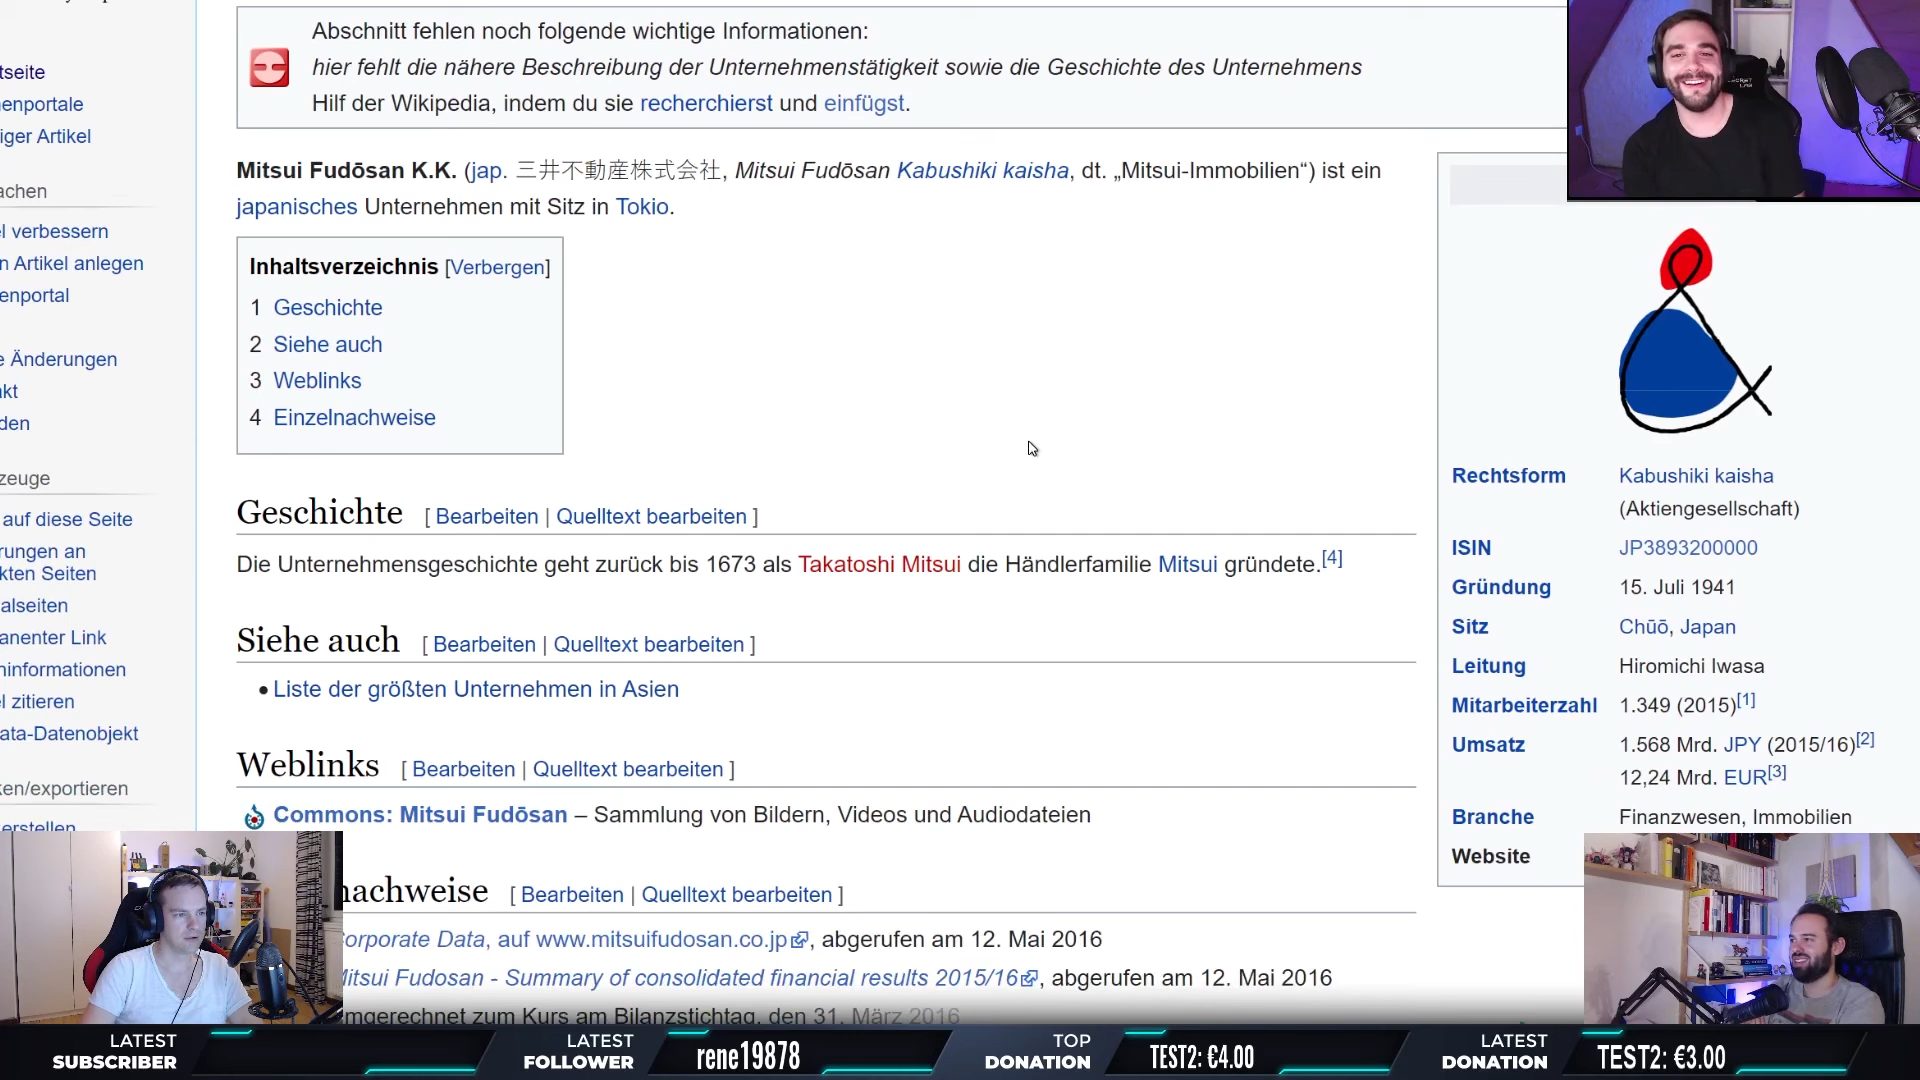 Abschnitt fehlen noch folgende wichtige Informationen:
hier fehlt die nähere Beschreibung der Unternehmenstätigkeit sowie die Geschichte des Unternehmens
Hilf der Wikipedia, indem du sie recherchierst und einfügst.
tseite
enportale
iger Artikel
achen
l verbessern
n Artikel anlegen
enportal
e Änderungen
akt
den
zeuge
auf diese Seite
rungen an
kten Seiten
alseiten
anenter Link
ninformationen
l zitieren
ata-Datenobjekt
ken/exportieren
erstellen
Mitsui Fudōsan K.K. (jap. 三井不動産株式会社, Mitsui Fudōsan Kabushiki kaisha, dt. „Mitsui-Immobilien“) ist ein
japanisches Unternehmen mit Sitz in Tokio.
Inhaltsverzeichnis [Verbergen]
1 Geschichte
2 Siehe auch
3 Weblinks
4 Einzelnachweise
Geschichte [ Bearbeiten | Quelltext bearbeiten ]
Die Unternehmensgeschichte geht zurück bis 1673 als Takatoshi Mitsui die Händlerfamilie Mitsui gründete.[4]
Siehe auch [ Bearbeiten | Quelltext bearbeiten ]
• Liste der größten Unternehmen in Asien
Weblinks [ Bearbeiten | Quelltext bearbeiten ]
Commons: Mitsui Fudōsan – Sammlung von Bildern, Videos und Audiodateien
nachweise [ Bearbeiten | Quelltext bearbeiten ]
orporate Data, auf www.mitsuifudosan.co.jp, abgerufen am 12. Mai 2016
Mitsui Fudosan - Summary of consolidated financial results 2015/16, abgerufen am 12. Mai 2016
mgerechnet zum Kurs am Bilanzstichtag, den 31. März 2016
Rechtsform Kabushiki kaisha
(Aktiengesellschaft)
ISIN JP3893200000
Gründung 15. Juli 1941
Sitz Chūō, Japan
Leitung Hiromichi Iwasa
Mitarbeiterzahl 1.349 (2015)[1]
Umsatz 1.568 Mrd. JPY (2015/16)[2]
12,24 Mrd. EUR[3]
Branche Finanzwesen, Immobilien
Website
LATEST
SUBSCRIBER
LATEST
FOLLOWER
rene19878
TOP
DONATION
TEST2: €4.00
LATEST
DONATION
TEST2: €3.00